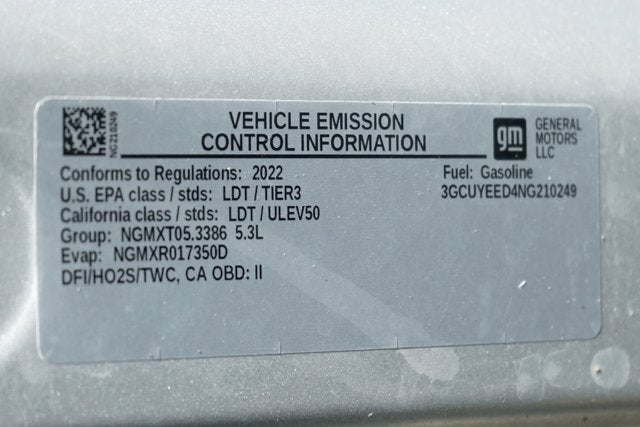 NG210249
VEHICLE EMISSION
CONTROL INFORMATION
gm
GENERAL
MOTORS
LLC
Conforms to Regulations: 2022
Fuel: Gasoline
U.S. EPA class / stds: LDT / TIER3
3GCUYEED4NG210249
California class / stds: LDT / ULEV50
Group: NGMXT05.3386 5.3L
Evap: NGMXR017350D
DFI/HO2S/TWC, CA OBD: II